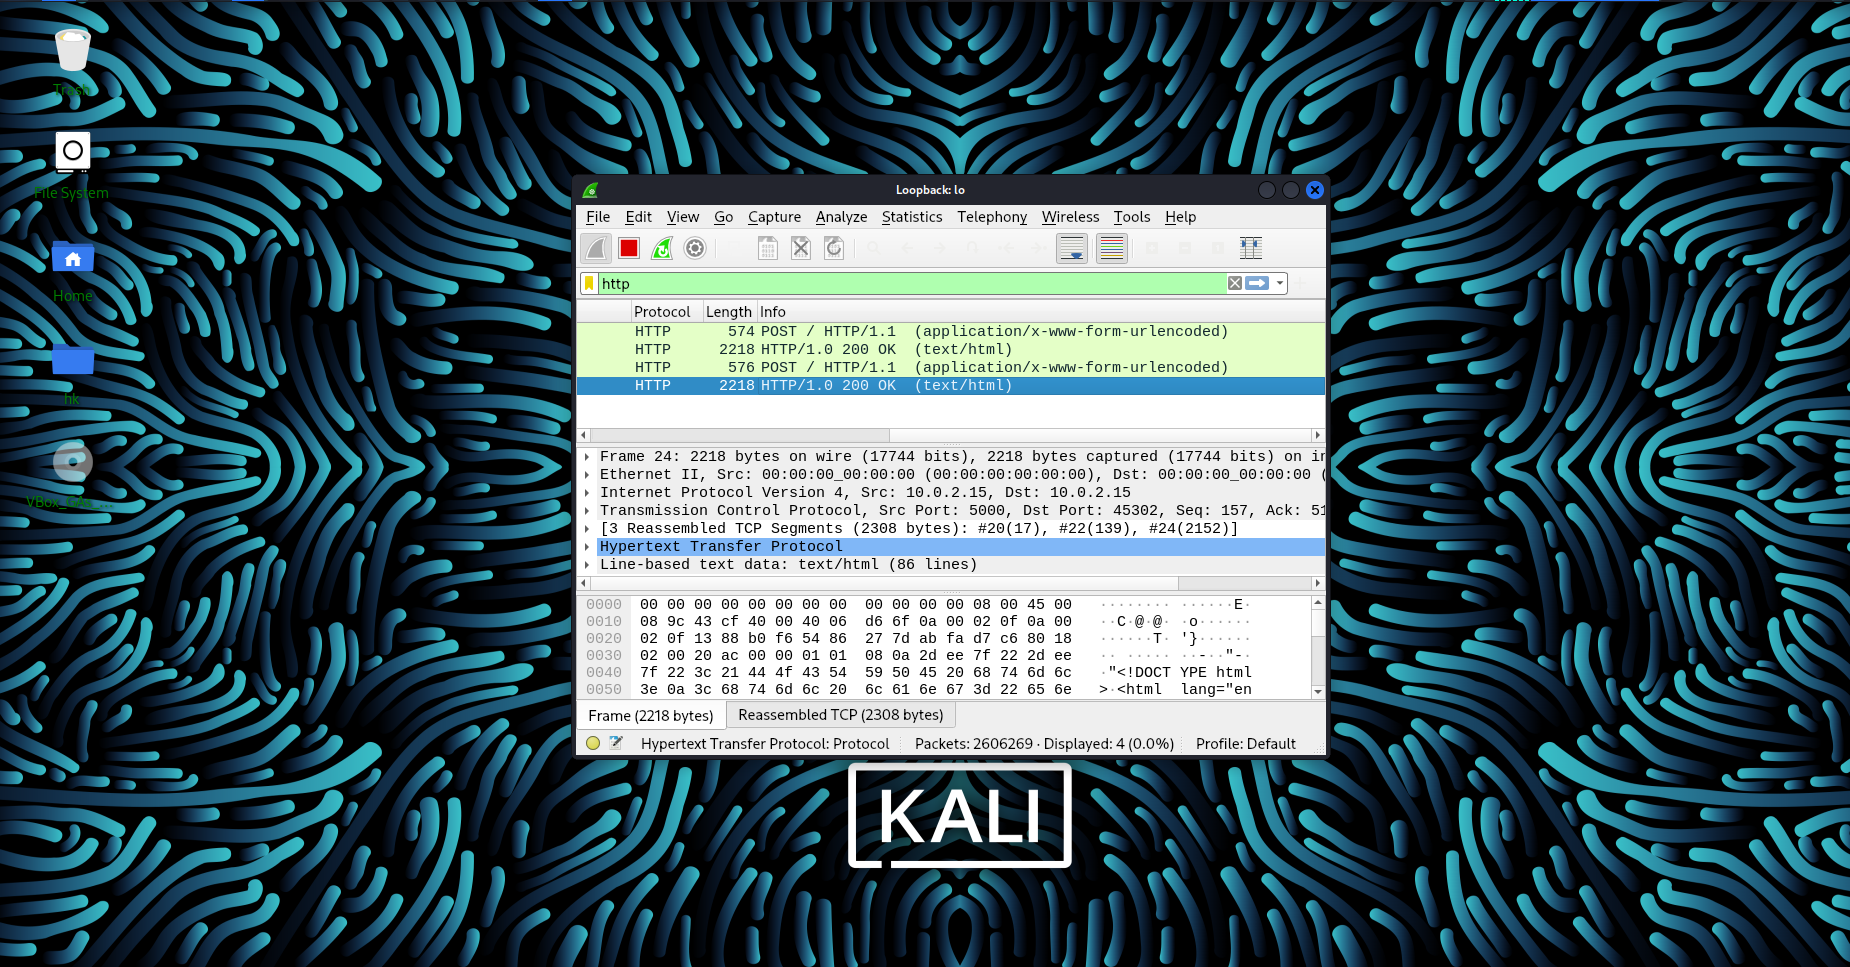 Trash
File System
Home
hk
VBox_GAs_...
Loopback: lo
File Edit View Go Capture Analyze Statistics Telephony Wireless Tools Help
http
Protocol Length Info
HTTP 574 POST / HTTP/1.1 (application/x-www-form-urlencoded)
HTTP 2218 HTTP/1.0 200 OK (text/html)
HTTP 576 POST / HTTP/1.1 (application/x-www-form-urlencoded)
HTTP 2218 HTTP/1.0 200 OK (text/html)
Frame 24: 2218 bytes on wire (17744 bits), 2218 bytes captured (17744 bits) on in
Ethernet II, Src: 00:00:00_00:00:00 (00:00:00:00:00:00), Dst: 00:00:00_00:00:00 (
Internet Protocol Version 4, Src: 10.0.2.15, Dst: 10.0.2.15
Transmission Control Protocol, Src Port: 5000, Dst Port: 45302, Seq: 157, Ack: 51
[3 Reassembled TCP Segments (2308 bytes): #20(17), #22(139), #24(2152)]
Hypertext Transfer Protocol
Line-based text data: text/html (86 lines)
0000 00 00 00 00 00 00 00 00 00 00 00 00 08 00 45 00 ········ ······E·
0010 08 9c 43 cf 40 00 40 06 d6 6f 0a 00 02 0f 0a 00 ··C·@·@· ·o······
0020 02 0f 13 88 b0 f6 54 86 27 7d ab fa d7 c6 80 18 ······T· '}······
0030 02 00 20 ac 00 00 01 01 08 0a 2d ee 7f 22 2d ee ·· ····· ··-··"-·
0040 7f 22 3c 21 44 4f 43 54 59 50 45 20 68 74 6d 6c ·"<!DOCT YPE html
0050 3e 0a 3c 68 74 6d 6c 20 6c 61 6e 67 3d 22 65 6e >·<html lang="en
Frame (2218 bytes) Reassembled TCP (2308 bytes)
Hypertext Transfer Protocol: Protocol Packets: 2606269 · Displayed: 4 (0.0%) Profile: Default
KALI